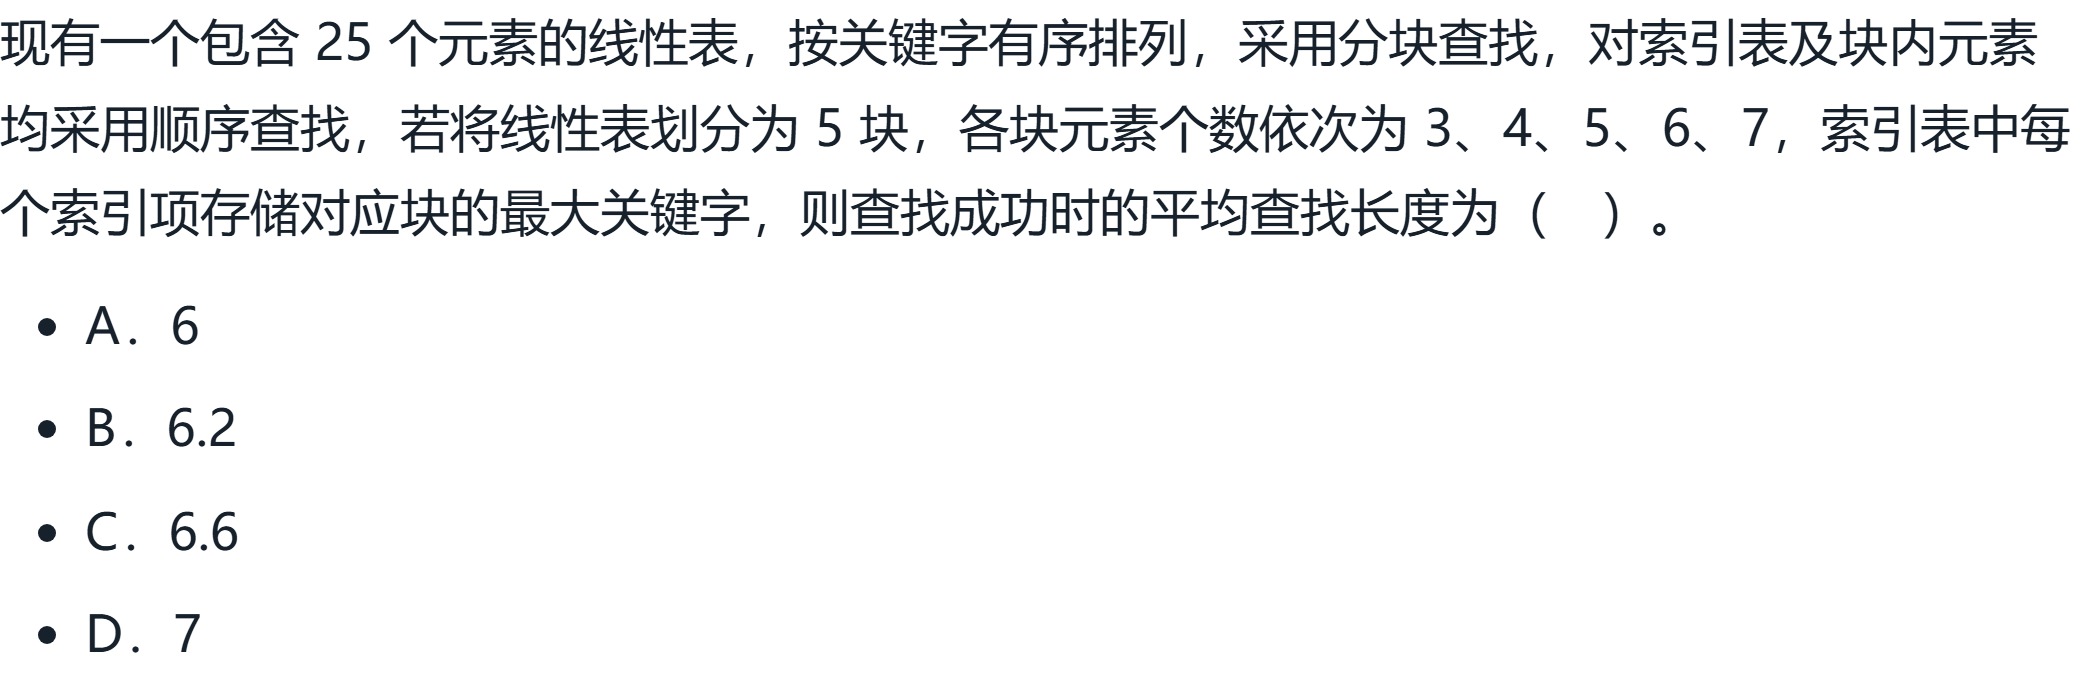 现有一个包含 25 个元素的线性表，按关键字有序排列，采用分块查找，对索引表及块内元素
均采用顺序查找，若将线性表划分为 5 块，各块元素个数依次为 3、4、5、6、7，索引表中每
个索引项存储对应块的最大关键字，则查找成功时的平均查找长度为（　）。
• A．6
• B．6.2
• C．6.6
• D．7